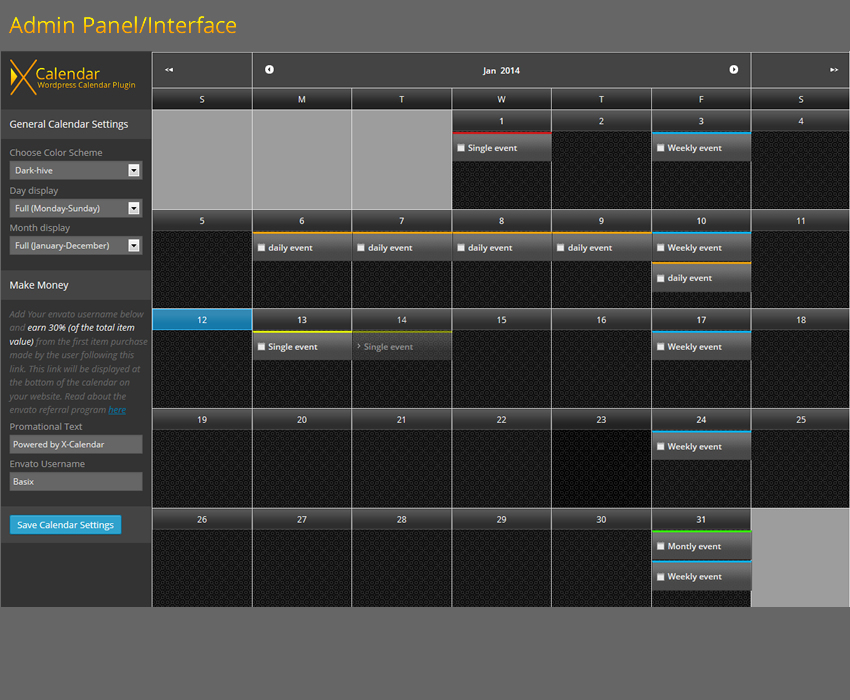 Admin Panel/Interface
X Calendar
Wordpress Calendar Plugin
General Calendar Settings
Choose Color Scheme
Dark-hive
Day display
Full (Monday-Sunday)
Month display
Full (January-December)
Make Money
Add Your envato username below
and earn 30% (of the total item
value) from the first item purchase
made by the user following this
link. This link will be displayed at
the bottom of the calendar on
your website. Read about the
envato referral program here
Promotional Text
Powered by X-Calendar
Envato Username
Basix
Save Calendar Settings
Jan 2014
S M T W T F S
1 2 3 4
Single event Weekly event
5 6 7 8 9 10 11
daily event daily event daily event daily event Weekly event
daily event
12 13 14 15 16 17 18
Single event Single event Weekly event
19 20 21 22 23 24 25
Weekly event
26 27 28 29 30 31
Montly event
Weekly event